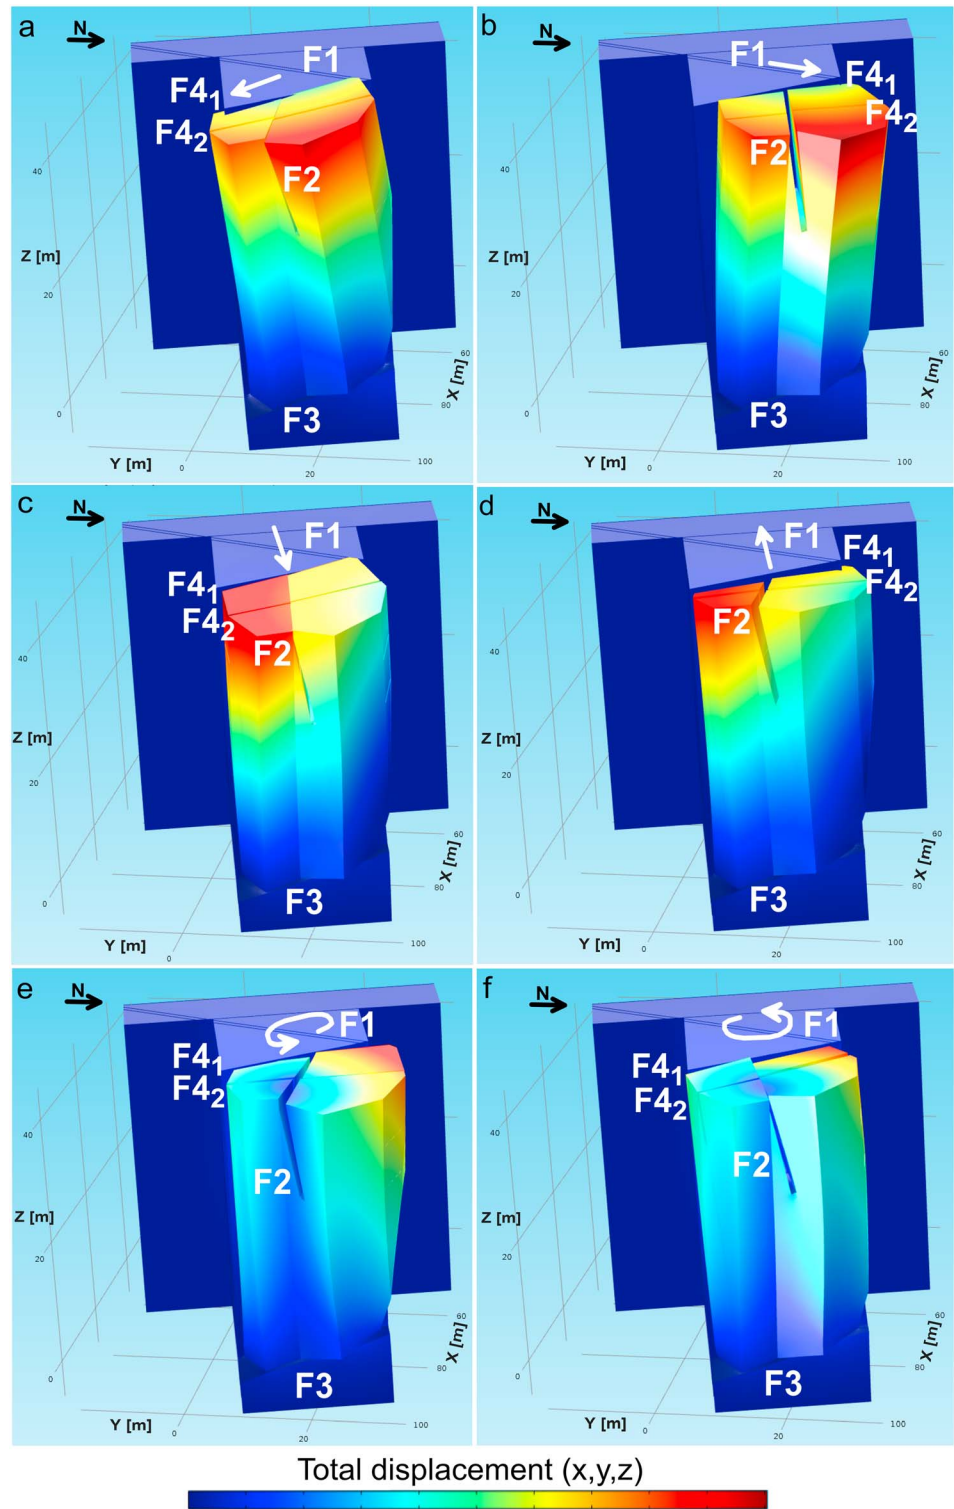 a
N
F1
F4₁
F4₂
F2
40
Z [m]
20
60
X [m]
80
0
F3
Y [m]
0
20
100
b
N
F1
F4₁
F4₂
F2
40
Z [m]
20
60
X [m]
80
0
F3
Y [m]
0
20
100
c
N
F1
F4₁
F4₂
F2
40
Z [m]
20
60
X [m]
80
0
F3
Y [m]
0
100
d
N
F1
F4₁
F4₂
F2
40
Z [m]
20
60
X [m]
80
0
F3
Y [m]
0
20
100
e
N
F1
F4₁
F4₂
40
F2
Z [m]
20
60
X [m]
80
0
F3
Y [m]
0
20
100
f
N
F1
F4₁
F4₂
40
F2
Z [m]
20
60
X [m]
80
0
F3
Y [m]
0
20
100
Total displacement (x,y,z)